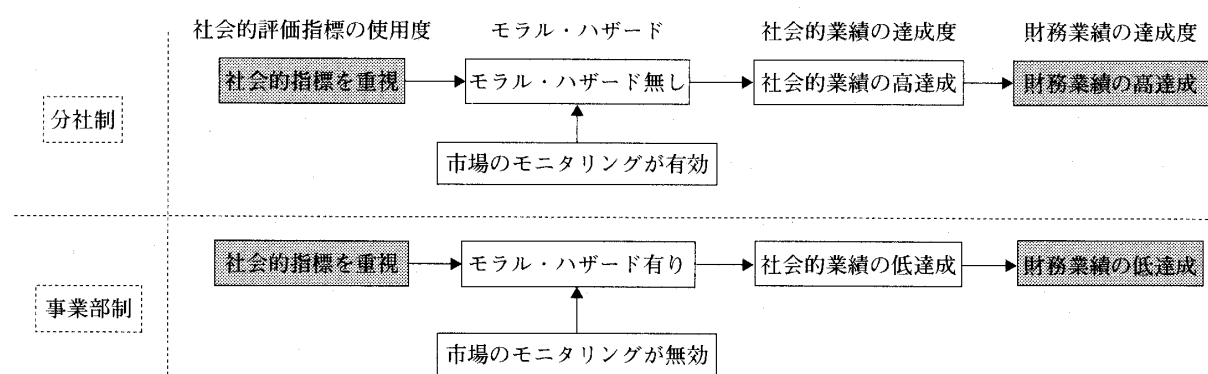 社会的評価指標の使用度 モラル・ハザード 社会的業績の達成度 財務業績の達成度
社会的指標を重視 モラル・ハザード無し 社会的業績の高達成 財務業績の高達成
分社制
市場のモニタリングが有効
社会的指標を重視 モラル・ハザード有り 社会的業績の低達成 財務業績の低達成
事業部制
市場のモニタリングが無効